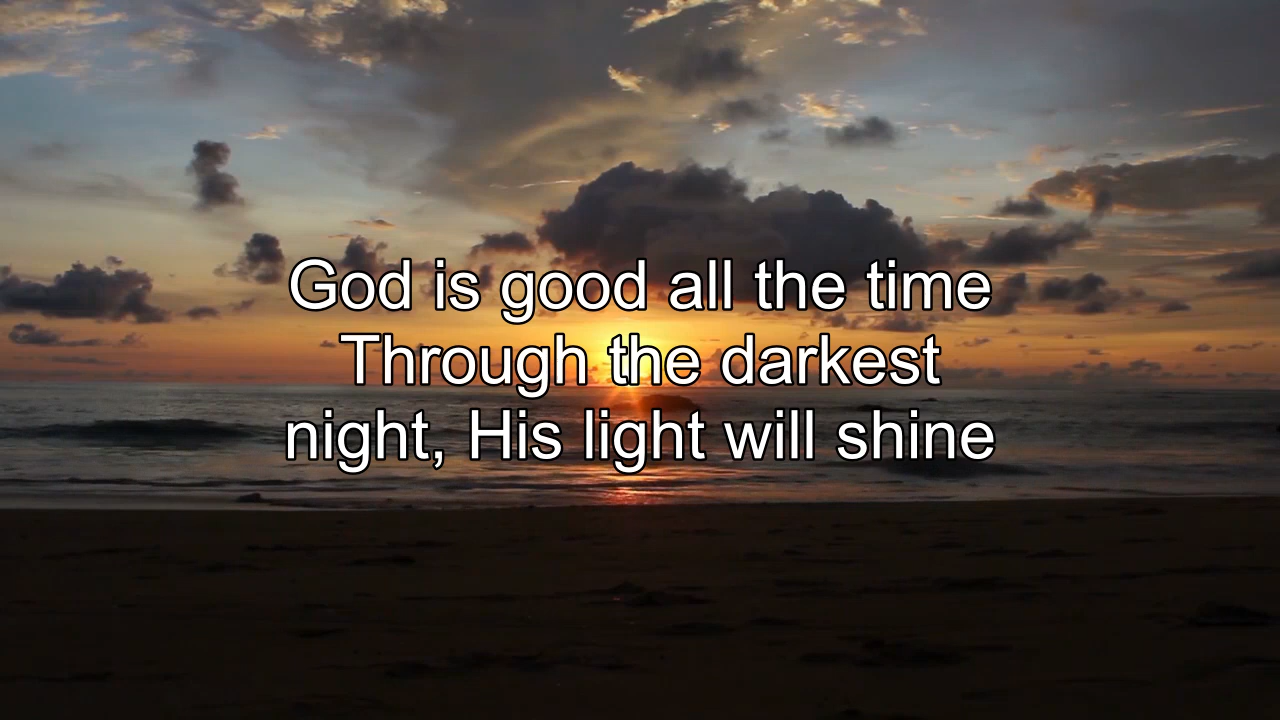 God is good all the time
Through the darkest
night, His light will shine